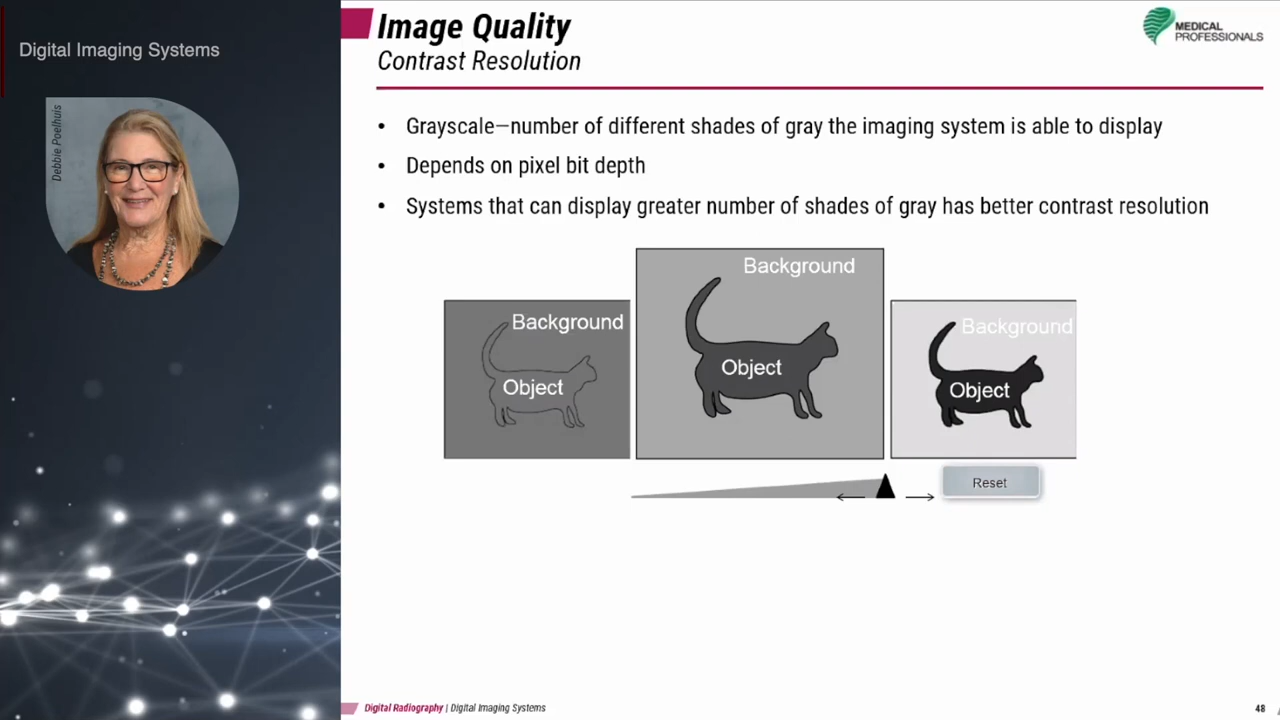 Digital Imaging Systems
Debbie Poelhuis
Image Quality
Contrast Resolution
MEDICAL
PROFESSIONALS
• Grayscale—number of different shades of gray the imaging system is able to display
• Depends on pixel bit depth
• Systems that can display greater number of shades of gray has better contrast resolution
Background
Object
Background
Object
Background
Object
Reset
Digital Radiography | Digital Imaging Systems
48